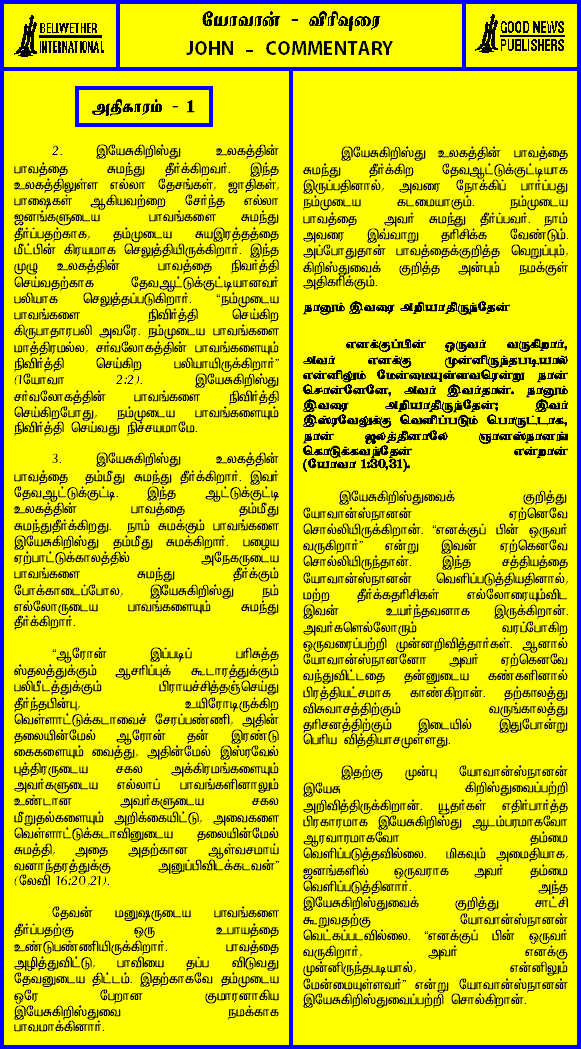 BELWETHER
INTERNATIONAL
யோவான் - விரிவுரை
JOHN - COMMENTARY
GOOD NEWS
PUBLISHERS
அதிகாரம் - 1
2. இயேசுகிறிஸ்து உலகத்தின்
பாவத்தை சுமந்து தீர்க்கிறவர். இந்த
உலகத்திலுள்ள எல்லா தேசங்கள், ஜாதிகள்,
பாஷைகள் ஆகியவற்றை சேர்ந்த எல்லா
ஜனங்களுடைய பாவங்களை சுமந்து
தீர்ப்பதற்காக, தம்முடைய சுயஇரத்தத்தை
மீட்பின் கிரயமாக செலுத்தியிருக்கிறார். இந்த
முழு உலகத்தின் பாவத்தை நிவர்த்தி
செய்வதற்காக தேவஆட்டுக்குட்டியானவர்
பலியாக செலுத்தப்படுகிறார். “நம்முடைய
பாவங்களை நிவிர்த்தி செய்கிற
கிருபாதாரபலி அவரே. நம்முடைய பாவங்களை
மாத்திரமல்ல, சர்வலோகத்தின் பாவங்களையும்
நிவிர்த்தி செய்கிற பலியாயிருக்கிறார்”
(1யோவா 2:2). இயேசுகிறிஸ்து
சர்வலோகத்தின் பாவங்களை நிவர்த்தி
செய்கிறபோது, நம்முடைய பாவங்களையும்
நிவிர்த்தி செய்வது நிச்சயமாமே.
3. இயேசுகிறிஸ்து உலகத்தின்
பாவத்தை தம்மீது சுமந்து தீர்க்கிறார். இவர்
தேவஆட்டுக்குட்டி. இந்த ஆட்டுக்குட்டி
உலகத்தின் பாவத்தை தம்மீது
சுமந்துதீர்க்கிறது. நாம் சுமக்கும் பாவங்களை
இயேசுகிறிஸ்து தம்மீது சுமக்கிறார். பழைய
ஏற்பாட்டுக்காலத்தில் அநேகருடைய
பாவங்களை சுமந்து தீர்க்கும்
போக்காடைப்போல, இயேசுகிறிஸ்து நம்
எல்லோருடைய பாவங்களையும் சுமந்து
தீர்க்கிறார்.
“ஆரோன் இப்படிப் பரிசுத்த
ஸ்தலத்துக்கும் ஆசரிப்புக் கூடாரத்துக்கும்
பலிபீடத்துக்கும் பிராயச்சித்தஞ்செய்து
தீர்ந்தபின்பு, உயிரோடிருக்கிற
வெள்ளாட்டுக்கடாவைச் சேரப்பண்ணி, அதின்
தலையின்மேல் ஆரோன் தன் இரண்டு
கைகளையும் வைத்து, அதின்மேல் இஸ்ரவேல்
புத்திரருடைய சகல அக்கிரமங்களையும்
அவர்களுடைய எல்லாப் பாவங்களினாலும்
உண்டான அவர்களுடைய சகல
மீறுதல்களையும் அறிக்கையிட்டு, அவைகளை
வெள்ளாட்டுக்கடாவினுடைய தலையின்மேல்
சுமத்தி, அதை அதற்கான ஆள்வசமாய்
வனாந்தரத்துக்கு அனுப்பிவிடக்கடவன்”
(லேவி 16:20,21).
தேவன் மனுஷருடைய பாவங்களை
தீர்ப்பதற்கு ஒரு உபாயத்தை
உண்டுபண்ணியிருக்கிறார். பாவத்தை
அழித்துவிட்டு, பாவியை தப்ப விடுவது
தேவனுடைய திட்டம். இதற்காகவே தம்முடைய
ஒரே பேறான குமாரனாகிய
இயேசுகிறிஸ்துவை நமக்காக
பாவமாக்கினார்.
இயேசுகிறிஸ்து உலகத்தின் பாவத்தை
சுமந்து தீர்க்கிற தேவஆட்டுக்குட்டியாக
இருப்பதினால், அவரை நோக்கிப் பார்ப்பது
நம்முடைய கடமையாகும். நம்முடைய
பாவத்தை அவர் சுமந்து தீர்ப்பவர். நாம்
அவரை இவ்வாறு தரிசிக்க வேண்டும்.
அப்போதுதான் பாவத்தைக்குறித்த வெறுப்பும்,
கிறிஸ்துவைக் குறித்த அன்பும் நமக்குள்
அதிகரிக்கும்.
நானும் இவரை அறியாதிருந்தேன்
எனக்குப்பின் ஒருவர் வருகிறார்,
அவர் எனக்கு முன்னிருந்தபடியால்
என்னிலும் மேன்மையுள்ளவரென்று நான்
சொன்னேனே, அவர் இவர்தான். நானும்
இவரை அறியாதிருந்தேன்; இவர்
இஸ்ரவேலுக்கு வெளிப்படும் பொருட்டாக,
நான் ஜலத்தினாலே ஞானஸ்நானங்
கொடுக்கவந்தேன் என்றான்
(யோவா 1:30,31).
இயேசுகிறிஸ்துவைக் குறித்து
யோவான்ஸ்நானன் ஏற்கெனவே
சொல்லியிருக்கிறான். “எனக்குப் பின் ஒருவர்
வருகிறார்” என்று இவன் ஏற்கெனவே
சொல்லியிருந்தான். இந்த சத்தியத்தை
யோவான்ஸ்நானன் வெளிப்படுத்தியதினால்,
மற்ற தீர்க்கதரிசிகள் எல்லோரையும்விட
இவன் உயர்ந்தவனாக இருக்கிறான்.
அவர்களெல்லோரும் வரப்போகிற
ஒருவரைப்பற்றி முன்னறிவித்தார்கள். ஆனால்
யோவான்ஸ்நானனோ அவர் ஏற்கெனவே
வந்துவிட்டதை தன்னுடைய கண்களினால்
பிரத்தியட்சமாக காண்கிறான். தற்காலத்து
விசுவாசத்திற்கும் வருங்காலத்து
தரிசனத்திற்கும் இடையில் இதுபோன்று
பெரிய வித்தியாசமுள்ளது.
இதற்கு முன்பு யோவான்ஸ்நானன்
இயேசு கிறிஸ்துவைப்பற்றி
அறிவித்திருக்கிறான். யூதர்கள் எதிர்பார்த்த
பிரகாரமாக இயேசுகிறிஸ்து ஆடம்பரமாகவோ
ஆரவாரமாகவோ தம்மை
வெளிப்படுத்தவில்லை. மிகவும் அமைதியாக,
ஜனங்களில் ஒருவராக அவர் தம்மை
வெளிப்படுத்தினார். அந்த
இயேசுகிறிஸ்துவைக் குறித்து சாட்சி
கூறுவதற்கு யோவான்ஸ்நானன்
வெட்கப்படவில்லை. “எனக்குப் பின் ஒருவர்
வருகிறார், அவர் எனக்கு
முன்னிருந்தபடியால், என்னிலும்
மேன்மையுள்ளவர்” என்று யோவான்ஸ்நானன்
இயேசுகிறிஸ்துவைப்பற்றி சொல்கிறான்.